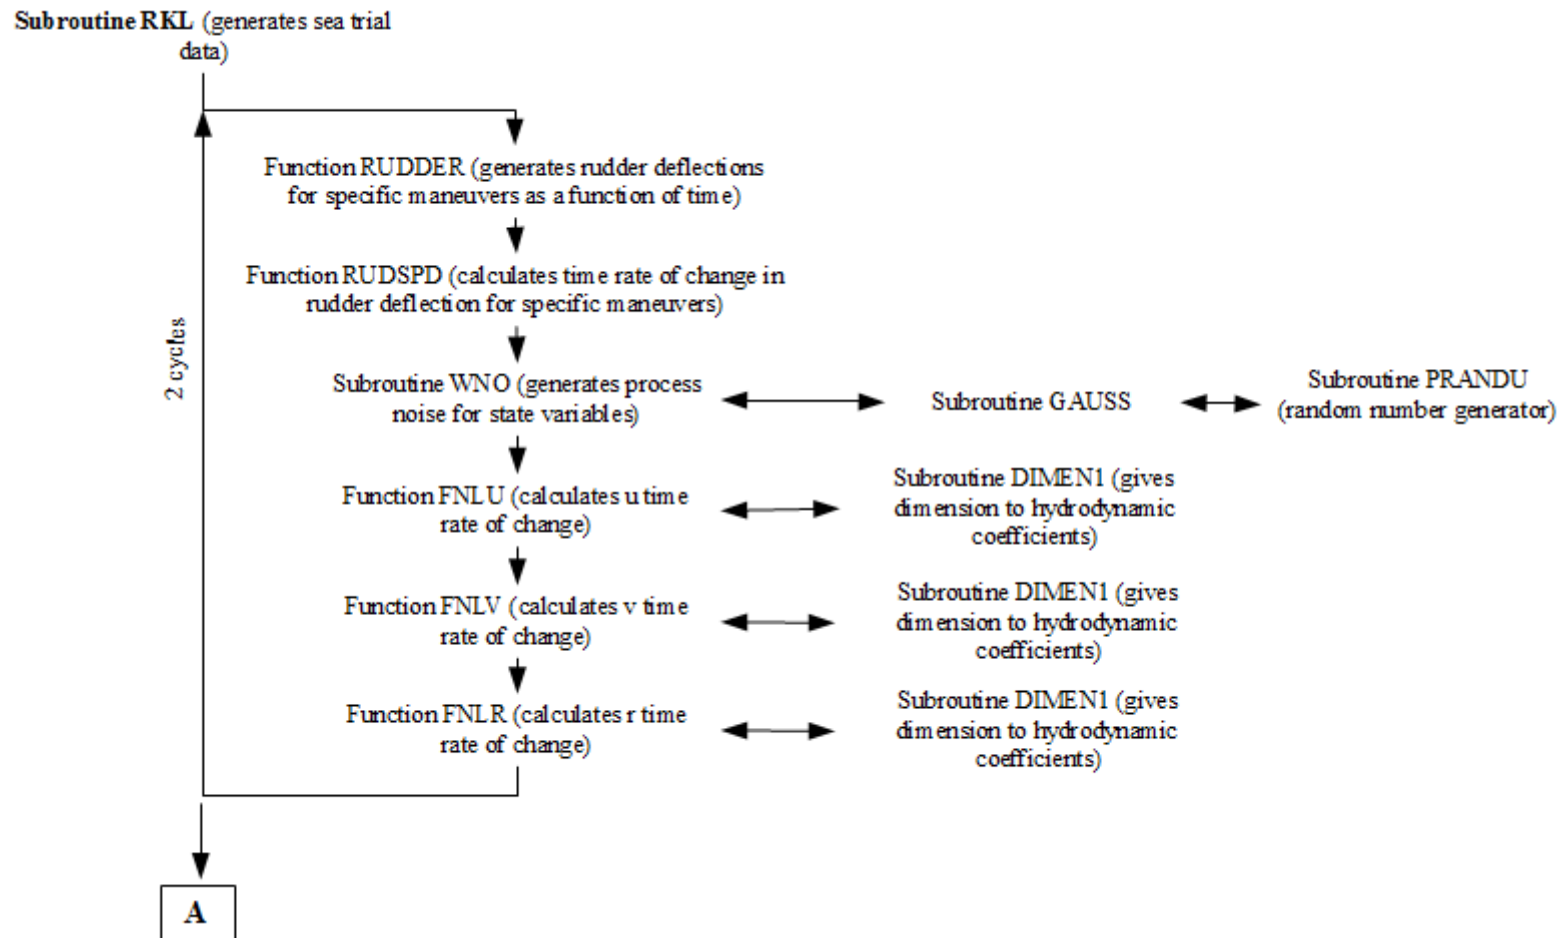 Subroutine RKL (generates sea trial
data)
Function RUDDER (generates rudder deflections
for specific maneuvers as a function of time)
Function RUDSPD (calculates time rate of change in
rudder deflection for specific maneuvers)
2 cycles
Subroutine WNO (generates process
noise for state variables)
Subroutine GAUSS
Subroutine PRANDU
(random number generator)
Function FNLU (calculates u time
rate of change)
Subroutine DIMEN1 (gives
dimension to hydrodynamic
coefficients)
Function FNLV (calculates v time
rate of change)
Subroutine DIMEN1 (gives
dimension to hydrodynamic
coefficients)
Function FNLR (calculates r time
rate of change)
Subroutine DIMEN1 (gives
dimension to hydrodynamic
coefficients)
A